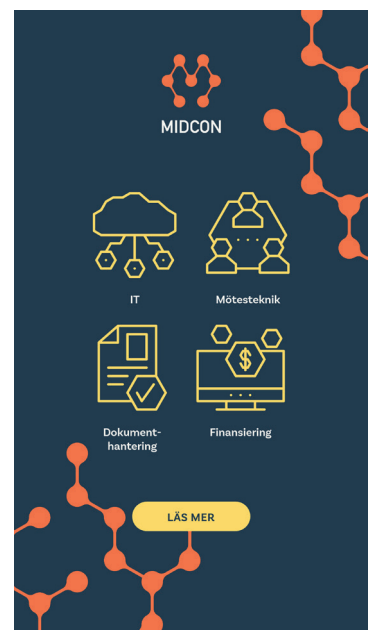 MIDCON
IT
Mötesteknik
Dokument-
hantering
Finansiering
$
LÄS MER